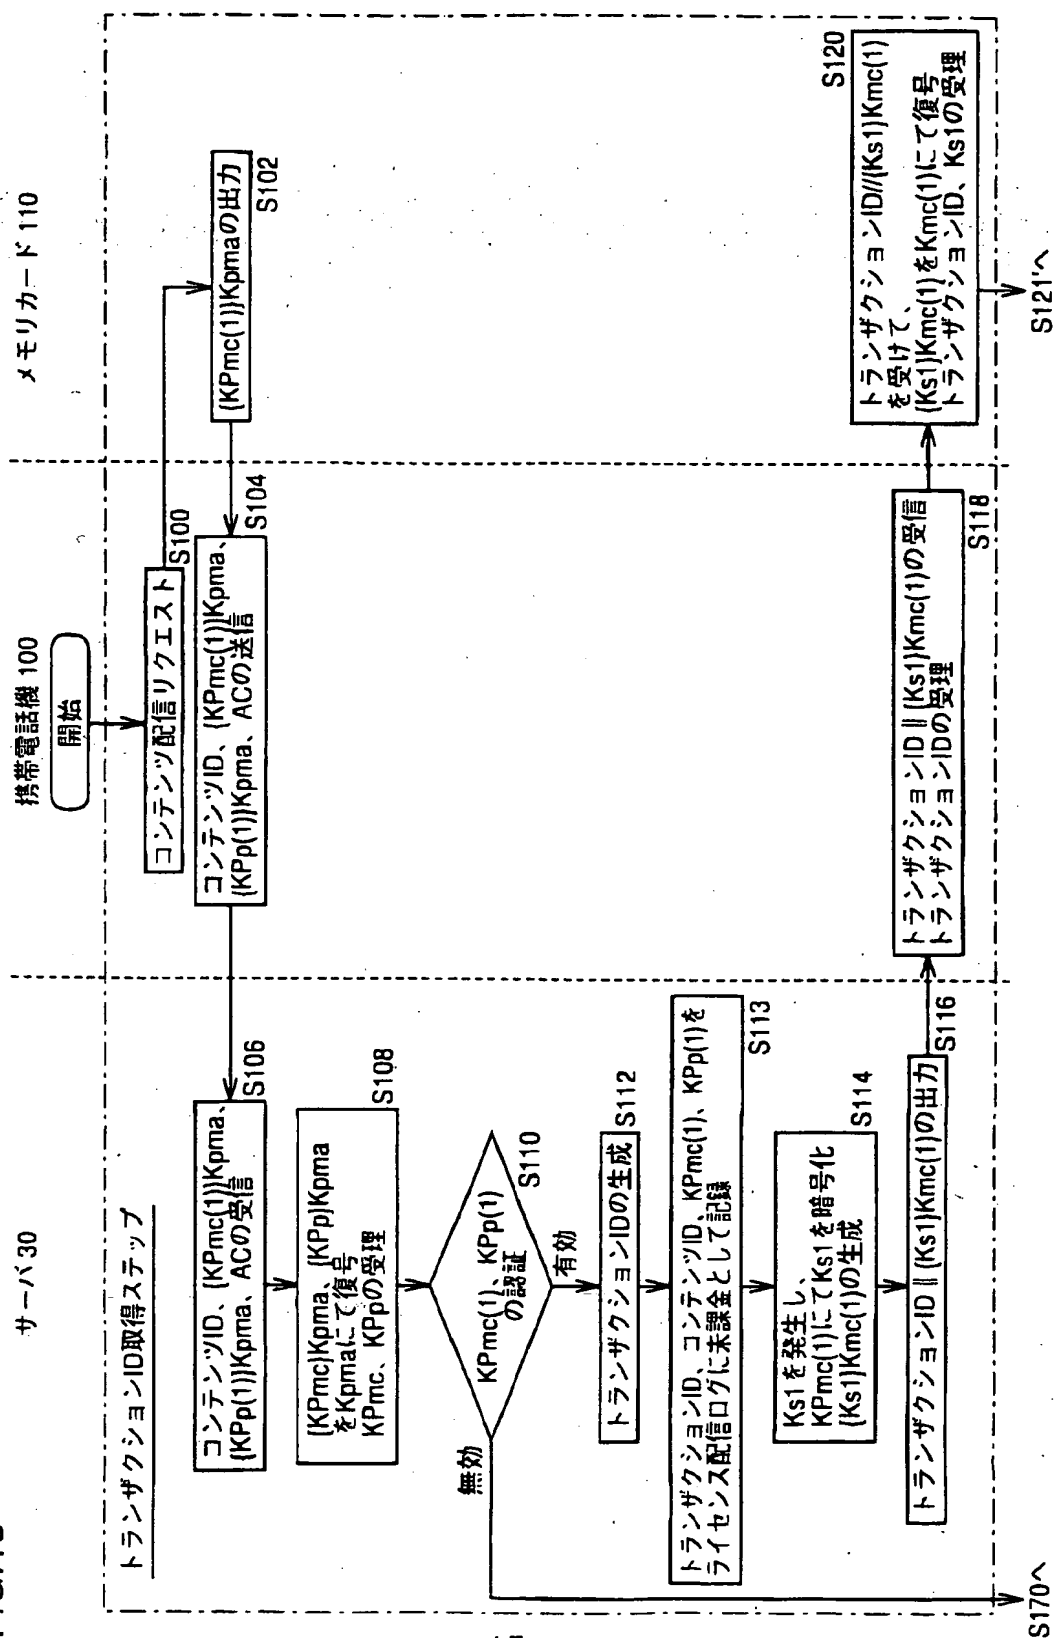 サーバ30
携帯電話機 100
メモリカード 110
トランザクションID取得ステップ
開始
コンテンツ配信リクエスト
S100
{KPmc(1)}Kpmaの出力
S102
コンテンツID、{KPmc(1)}Kpma、
{KPp(1)}Kpma、ACの送信
S104
コンテンツID、{KPmc(1)}Kpma、
{KPp(1)}Kpma、ACの受信
S106
{KPmc}Kpma、{KPp}Kpma
をKpmaにて復号
KPmc、KPpの受理
S108
KPmc(1)、KPp(1)
の認証
S110
無効
有効
トランザクションIDの生成
S112
トランザクションID、コンテンツID、KPmc(1)、KPp(1)を
ライセンス配信ログに未課金として記録
S113
Ks1を発生し、
KPmc(1)にてKs1を暗号化
{Ks1}Kmc(1)の生成
S114
トランザクションID || {Ks1}Kmc(1)の出力
S116
トランザクションID || {Ks1}Kmc(1)の受信
トランザクションIDの受理
S118
トランザクションID//{Ks1}Kmc(1)
を受けて、
{Ks1}Kmc(1)をKmc(1)にて復号
トランザクションID、Ks1の受理
S120
S170へ
S121'へ